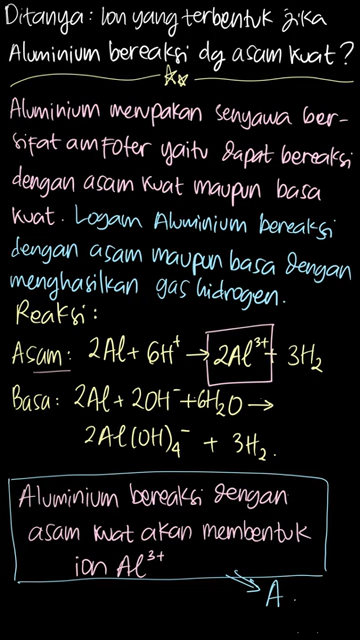 Ditanya: Ion yang terbentuk jika
Aluminium bereaksi dg asam kuat?
Aluminium merupakan senyawa ber-
sifat amfoter yaitu dapat bereaksi
dengan asam kuat maupun basa
kuat. Logam Aluminium bereaksi
dengan asam maupun basa dengan
menghasilkan gas hidrogen.
Reaksi:
Asam: 2Al + 6H⁺ → 2Al³⁺ + 3H₂
Basa: 2Al + 2OH⁻ + 6H₂O →
2Al(OH)₄⁻ + 3H₂.
Aluminium bereaksi dengan
asam kuat akan membentuk
ion Al³⁺
A.